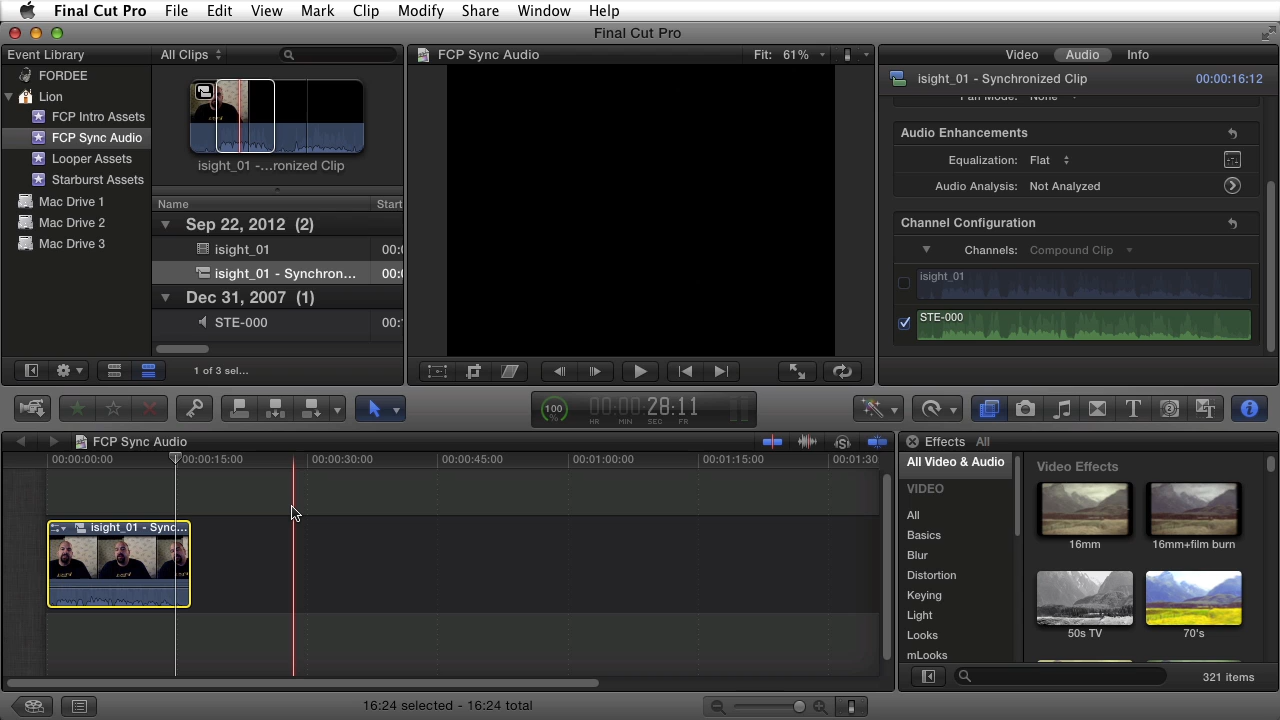 Final Cut Pro File Edit View Mark Clip Modify Share Window Help
Final Cut Pro
Event Library
FORDEE
Lion
FCP Intro Assets
FCP Sync Audio
Looper Assets
Starburst Assets
Mac Drive 1
Mac Drive 2
Mac Drive 3
All Clips
isight_01 -...ronized Clip
Name Start
Sep 22, 2012 (2)
isight_01 00:0
isight_01 - Synchron... 00:0
Dec 31, 2007 (1)
STE-000
1 of 3 sel...
FCP Sync Audio Fit: 61%
Video Audio Info
isight_01 - Synchronized Clip 00:00:16:12
Pan Mode: None
Audio Enhancements
Equalization: Flat
Audio Analysis: Not Analyzed
Channel Configuration
Channels: Compound Clip
isight_01
STE-000
100 %
00:00:28:11
HR MIN SEC FR
FCP Sync Audio
00:00:00:00 00:00:15:00 00:00:30:00 00:00:45:00 00:01:00:00 00:01:15:00 00:01:30
isight_01 - Sync...
16:24 selected - 16:24 total
Effects All
All Video & Audio
VIDEO
All
Basics
Blur
Distortion
Keying
Light
Looks
mLooks
Video Effects
16mm
16mm+film burn
50s TV
70's
321 items